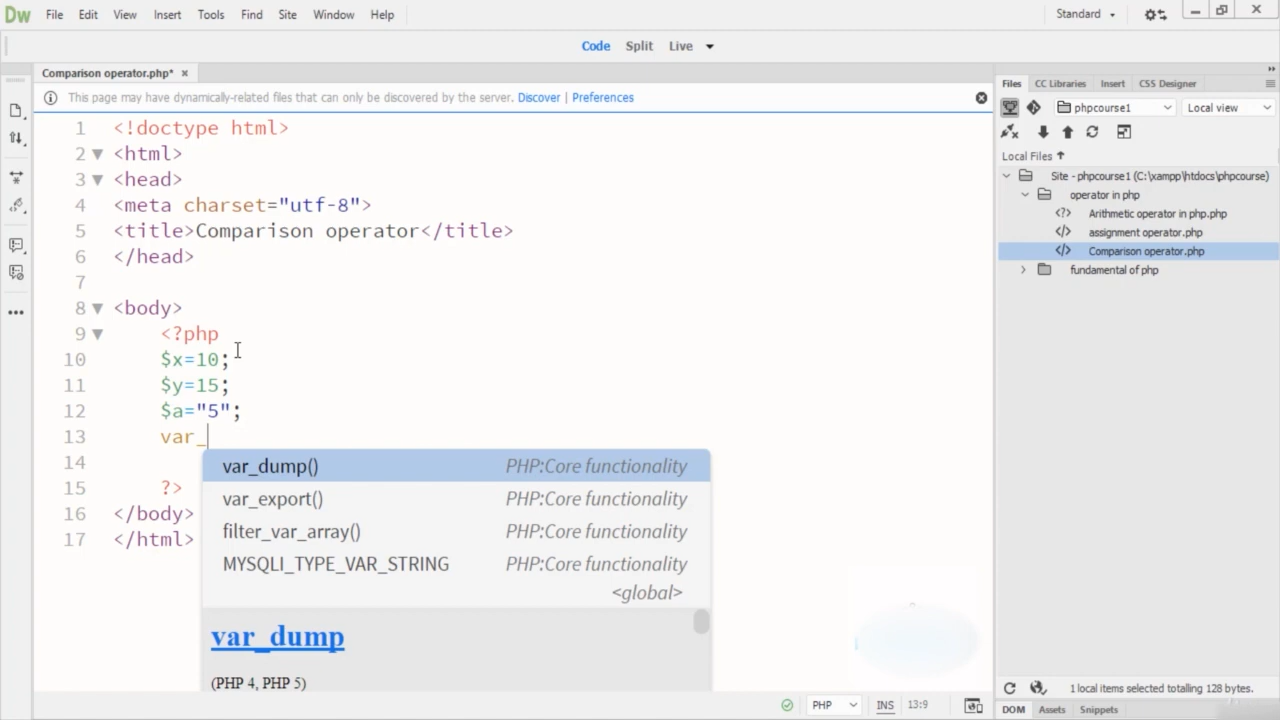 Dw File Edit View Insert Tools Find Site Window Help Standard
Code Split Live
Comparison operator.php* ×
This page may have dynamically-related files that can only be discovered by the server. Discover | Preferences
1 <!doctype html>
2 <html>
3 <head>
4 <meta charset="utf-8">
5 <title>Comparison operator</title>
6 </head>
7
8 <body>
9 <?php
10 $x=10;
11 $y=15;
12 $a="5";
13 var_
14
15 ?>
16 </body>
17 </html>
var_dump() PHP:Core functionality
var_export() PHP:Core functionality
filter_var_array() PHP:Core functionality
MYSQLI_TYPE_VAR_STRING PHP:Core functionality
<global>
var_dump
(PHP 4, PHP 5)
PHP INS 13:9
Files CC Libraries Insert CSS Designer
phpcourse1 Local view
Local Files
Site - phpcourse1 (C:\xampp\htdocs\phpcourse)
operator in php
Arithmetic operator in php.php
assignment operator.php
Comparison operator.php
fundamental of php
1 local items selected totalling 128 bytes.
DOM Assets Snippets